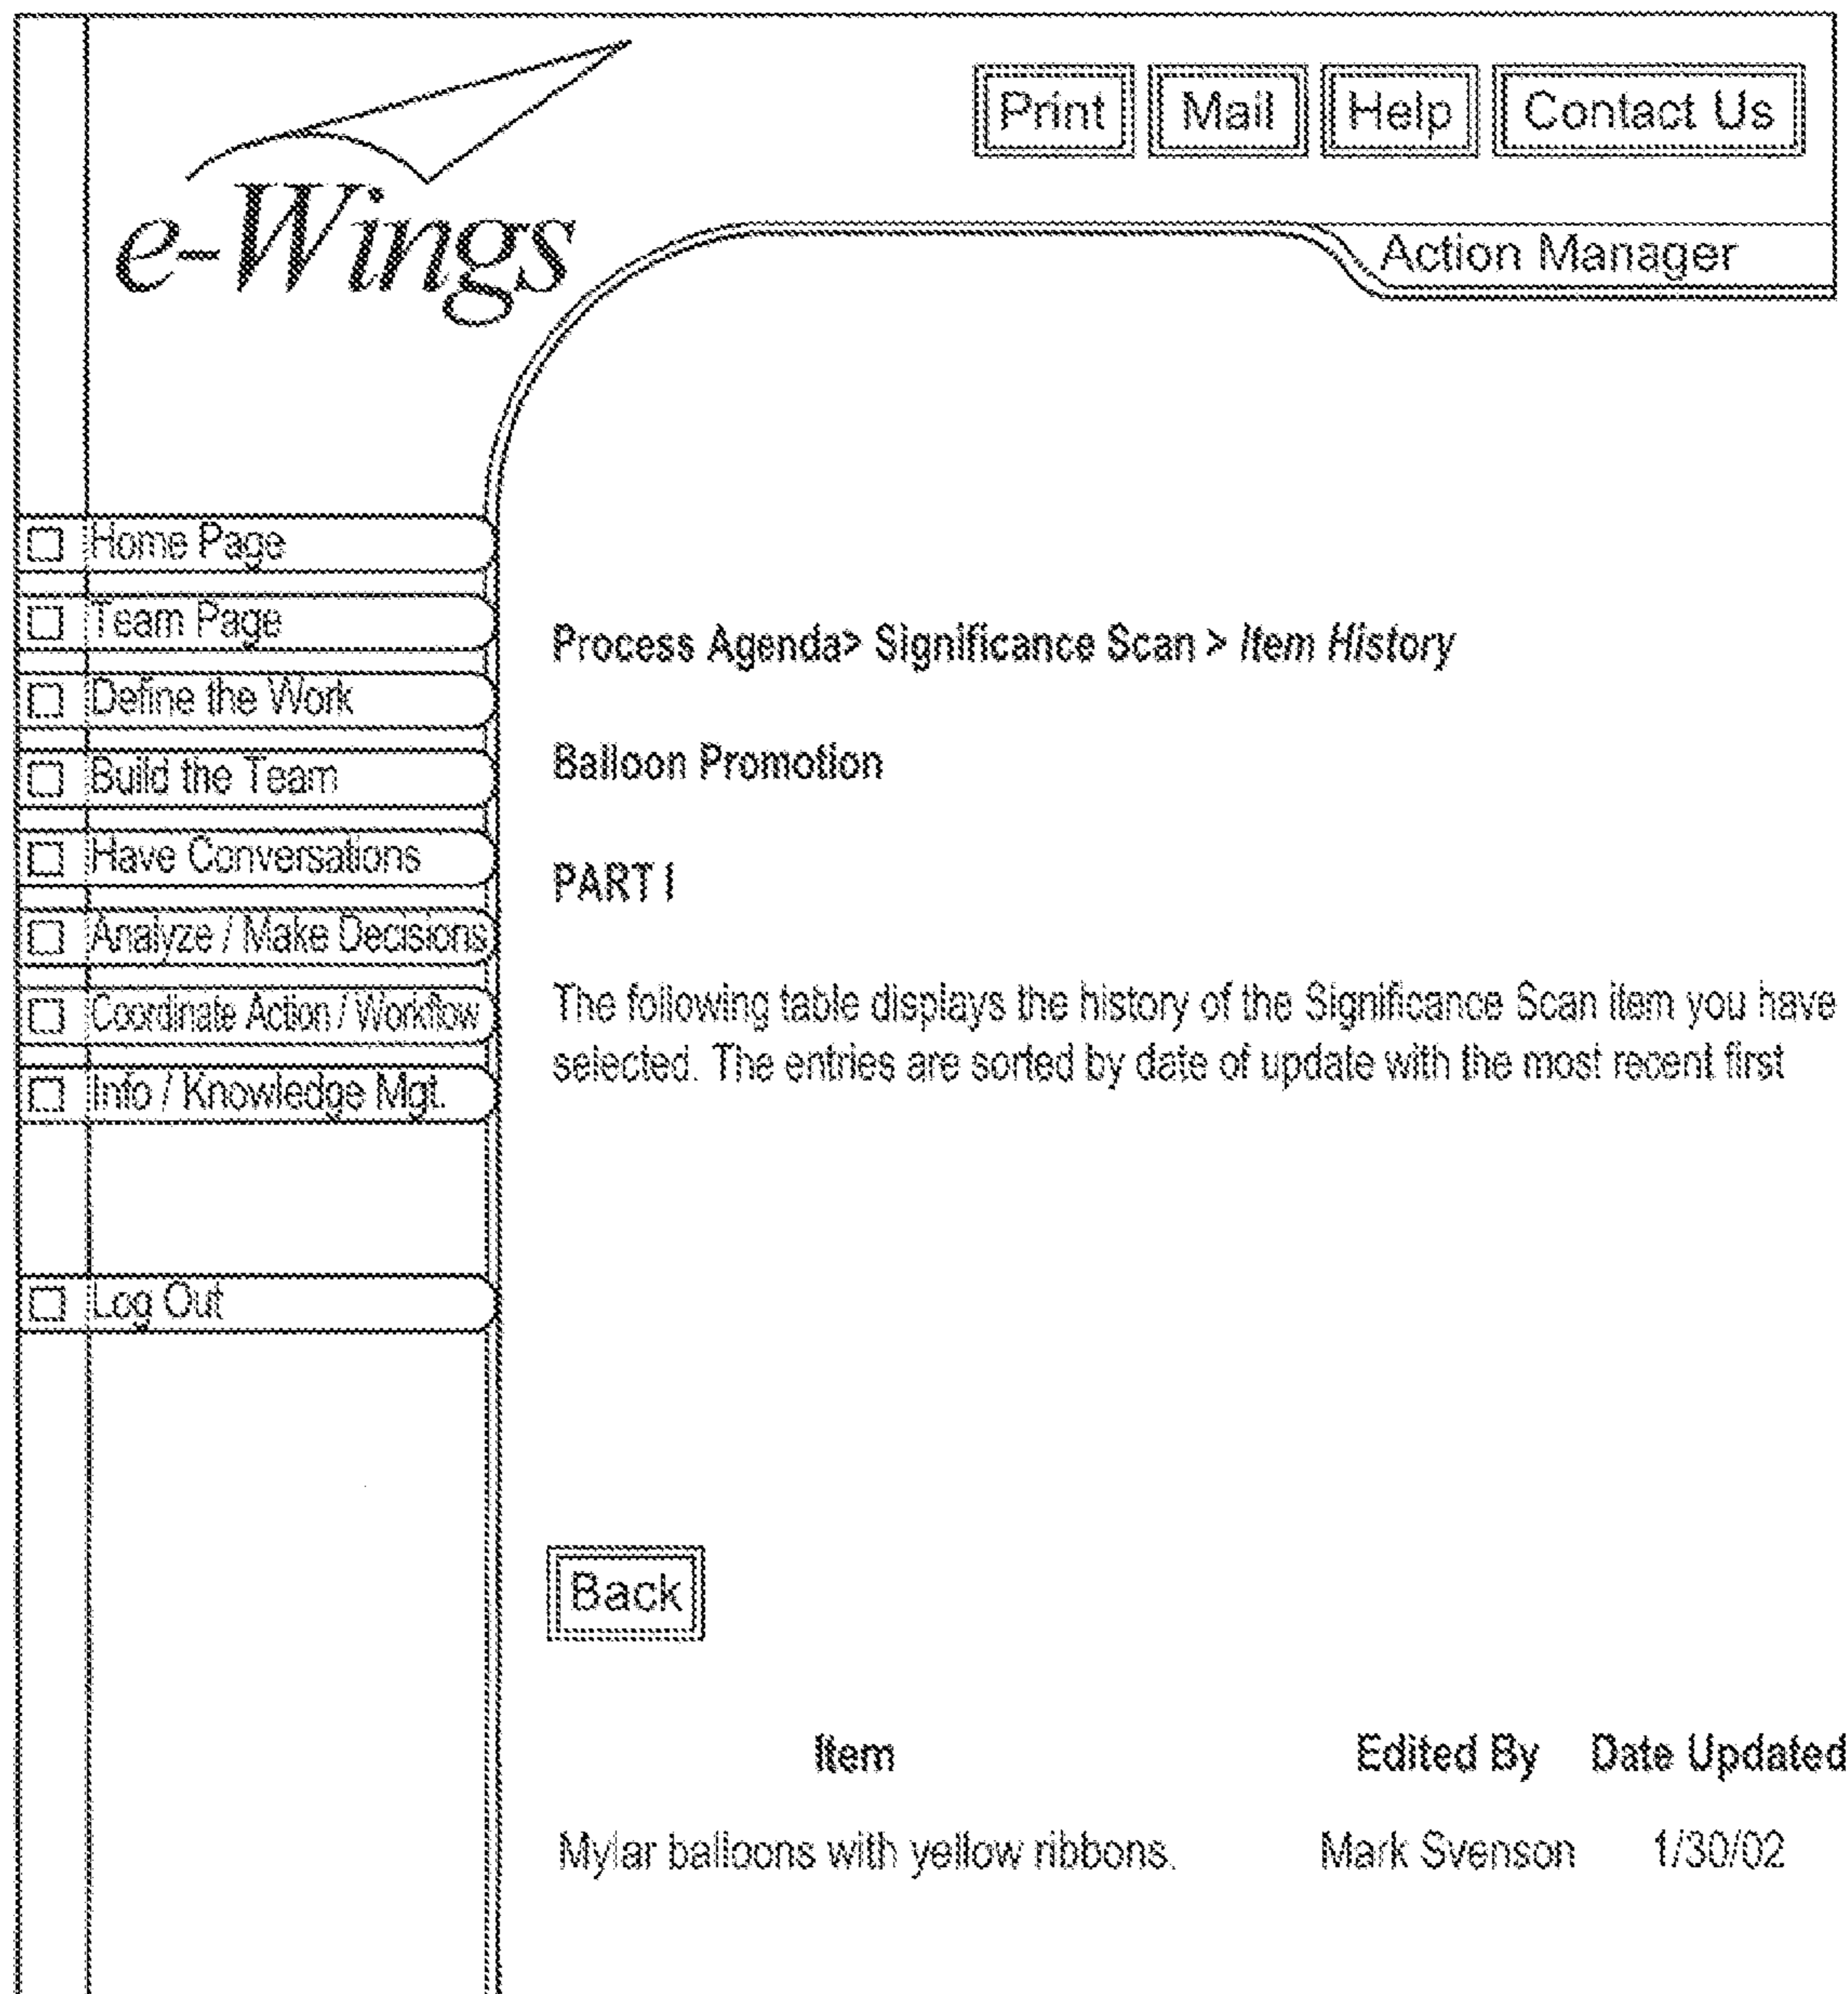 Print Mail Help Contact Us
e-Wings
Action Manager
Home Page
Team Page
Define the Work
Build the Team
Have Conversations
Analyze / Make Decisions
Coordinate Action / Workflow
Info / Knowledge Mgt.
Log Out
Process Agenda> Significance Scan > Item History
Balloon Promotion
PART I
The following table displays the history of the Significance Scan item you have
selected. The entries are sorted by date of update with the most recent first
Back
Item Edited By Date Updated
Mylar balloons with yellow ribbons. Mark Svenson 1/30/02